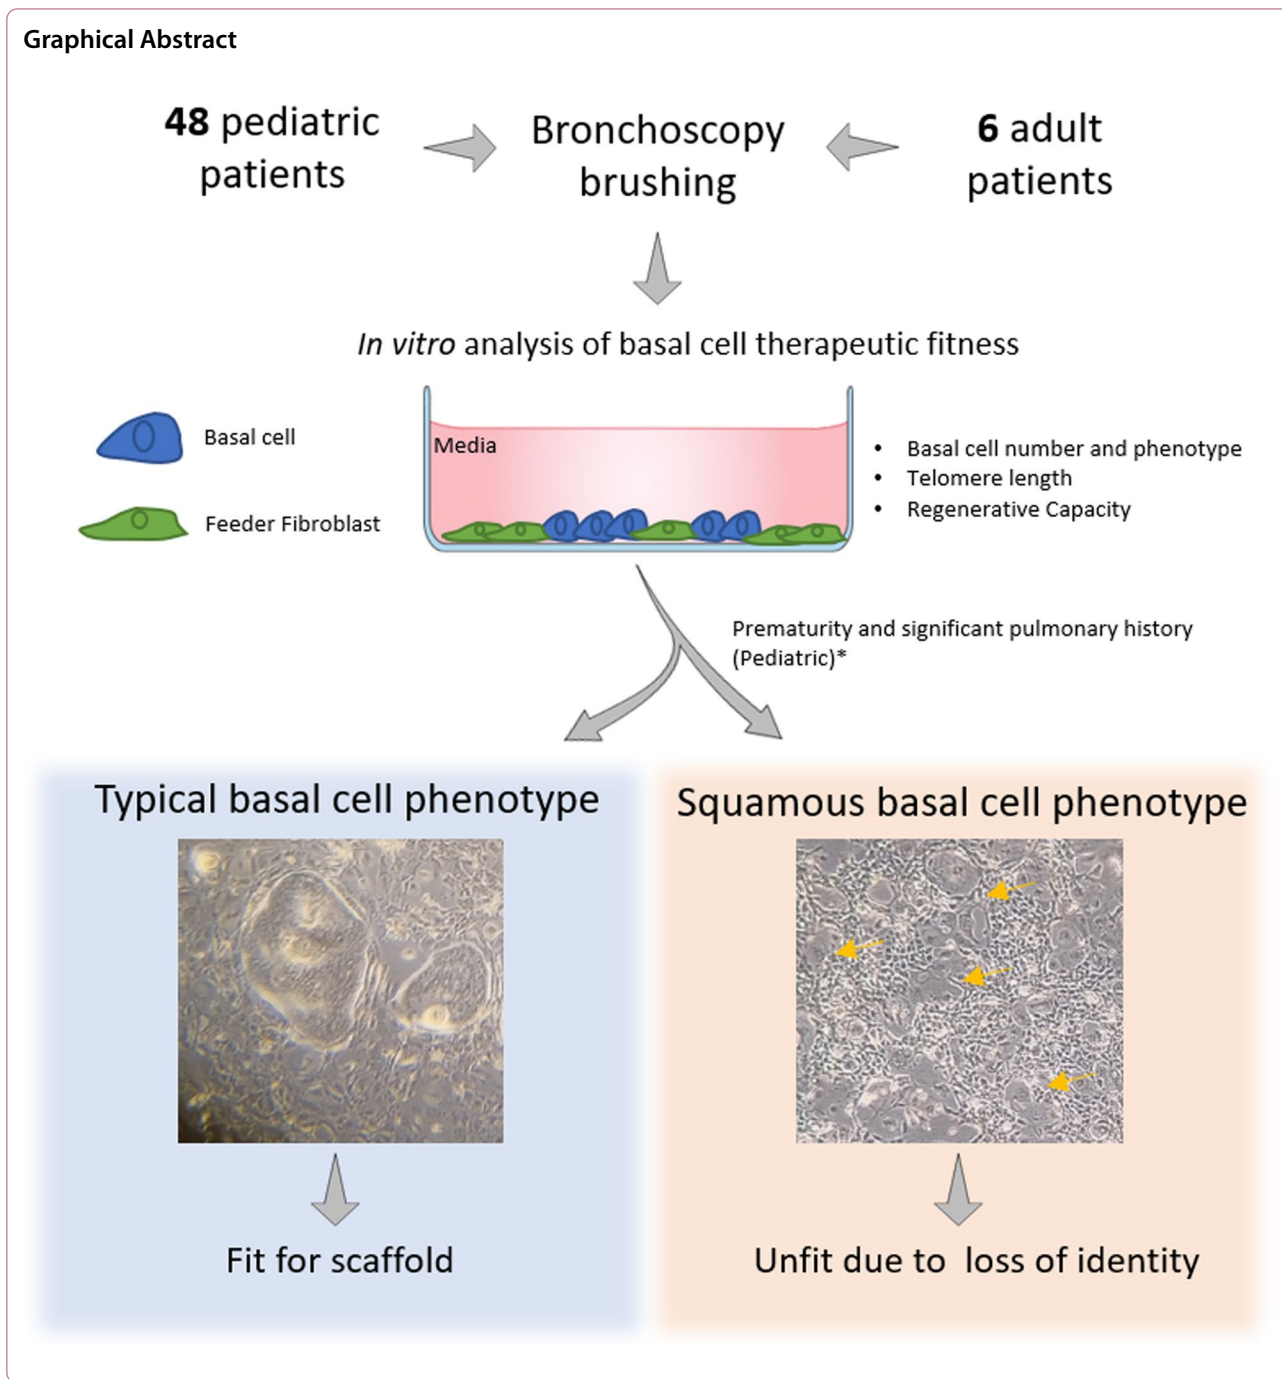 Graphical Abstract
48 pediatric
patients
Bronchoscopy
brushing
6 adult
patients
In vitro analysis of basal cell therapeutic fitness
Basal cell
Feeder Fibroblast
Media
• Basal cell number and phenotype
• Telomere length
• Regenerative Capacity
Prematurity and significant pulmonary history
(Pediatric)*
Typical basal cell phenotype
Squamous basal cell phenotype
Fit for scaffold
Unfit due to  loss of identity